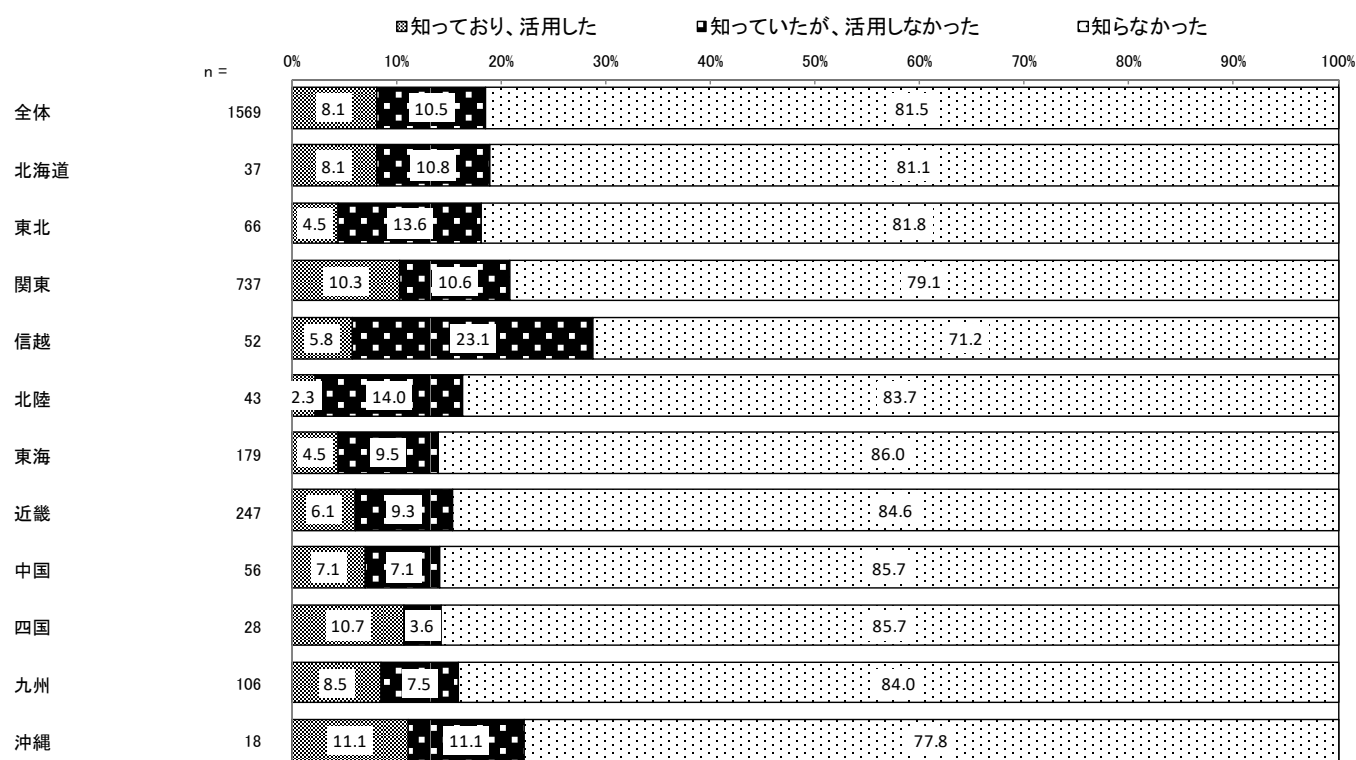 知っており、活用した 知っていたが、活用しなかった 知らなかった
n = 0% 10% 20% 30% 40% 50% 60% 70% 80% 90% 100%
全体 1569 8.1 10.5 81.5
北海道 37 8.1 10.8 81.1
東北 66 4.5 13.6 81.8
関東 737 10.3 10.6 79.1
信越 52 5.8 23.1 71.2
北陸 43 2.3 14.0 83.7
東海 179 4.5 9.5 86.0
近畿 247 6.1 9.3 84.6
中国 56 7.1 7.1 85.7
四国 28 10.7 3.6 85.7
九州 106 8.5 7.5 84.0
沖縄 18 11.1 11.1 77.8